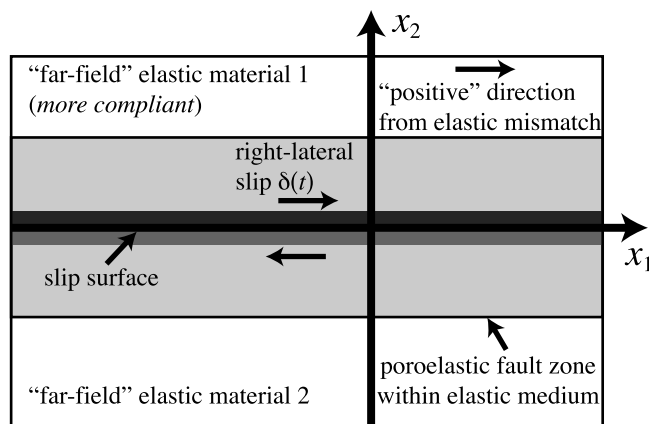 x₂
“far-field” elastic material 1
(more compliant)
“positive” direction
from elastic mismatch
right-lateral
slip δ(t)
x₁
slip surface
poroelastic fault zone
within elastic medium
“far-field” elastic material 2